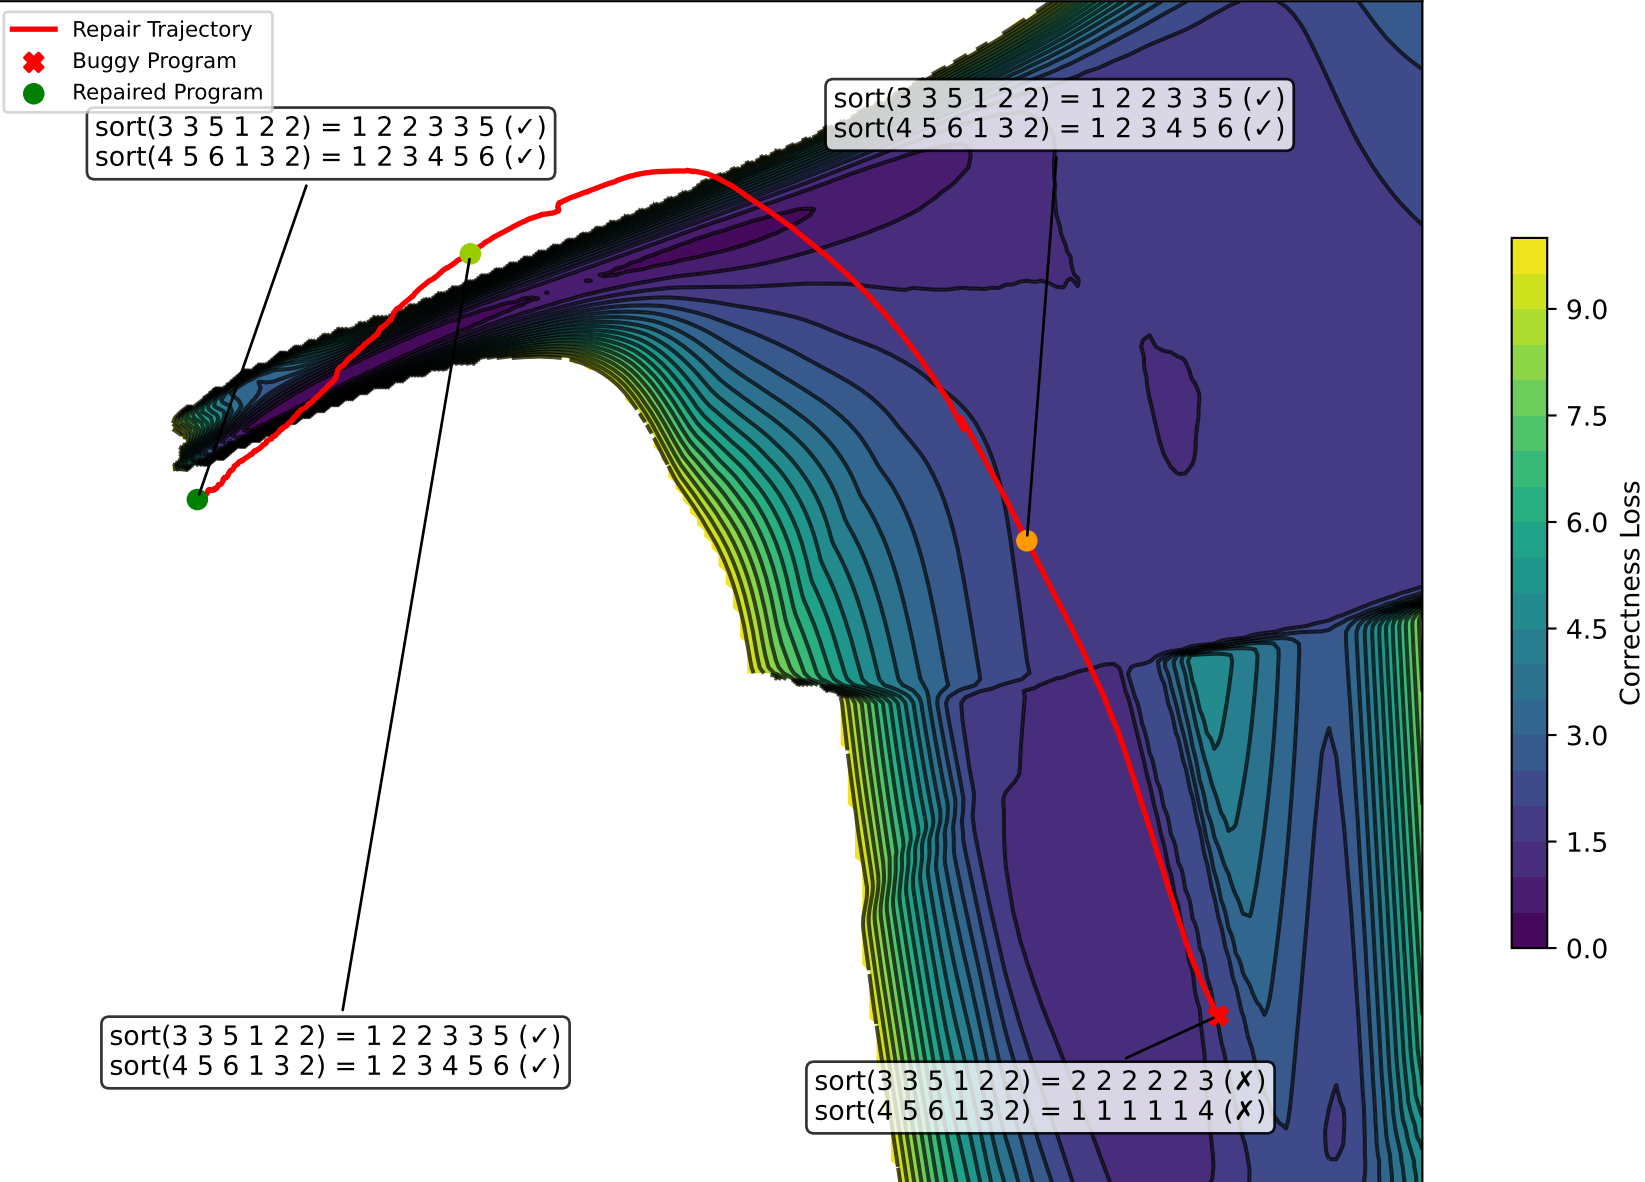 Repair Trajectory
Buggy Program
Repaired Program
sort(3 3 5 1 2 2) = 1 2 2 3 3 5 (✓)
sort(4 5 6 1 3 2) = 1 2 3 4 5 6 (✓)
sort(3 3 5 1 2 2) = 1 2 2 3 3 5 (✓)
sort(4 5 6 1 3 2) = 1 2 3 4 5 6 (✓)
sort(3 3 5 1 2 2) = 1 2 2 3 3 5 (✓)
sort(4 5 6 1 3 2) = 1 2 3 4 5 6 (✓)
sort(3 3 5 1 2 2) = 2 2 2 2 2 3 (✗)
sort(4 5 6 1 3 2) = 1 1 1 1 1 4 (✗)
9.0
7.5
6.0
4.5
3.0
1.5
0.0
Correctness Loss